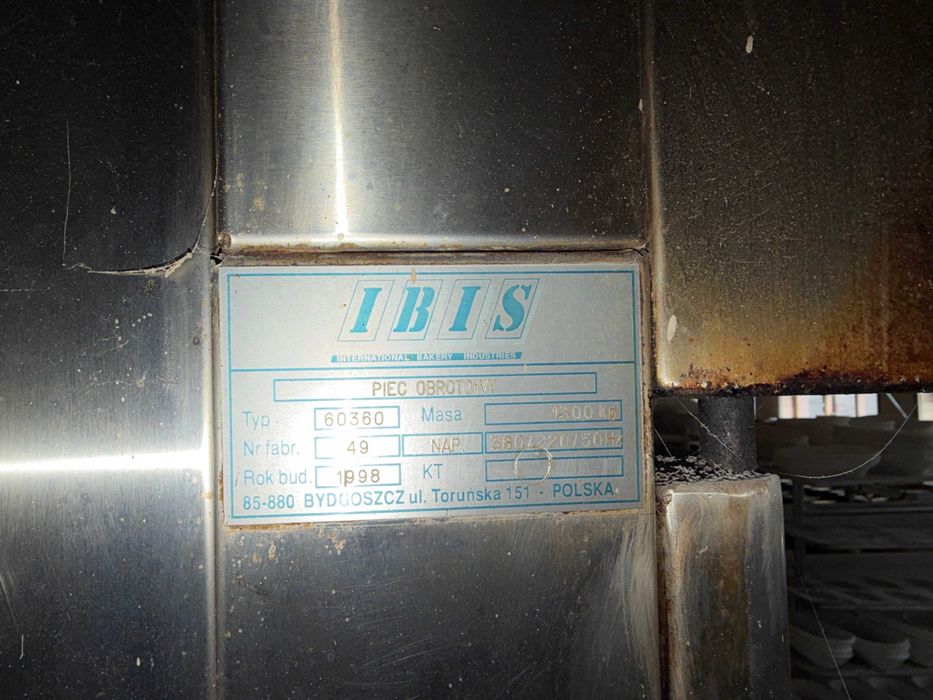 IBIS
INTERNATIONAL BAKERY INDUSTRIES
PIEC OBROTOWY
Typ 60360 Masa 1500 kg
Nr fabr. 49 NAP. 380/220/50Hz
Rok bud. 1998 KT
85-880 BYDGOSZCZ ul. Toruńska 151 - POLSKA